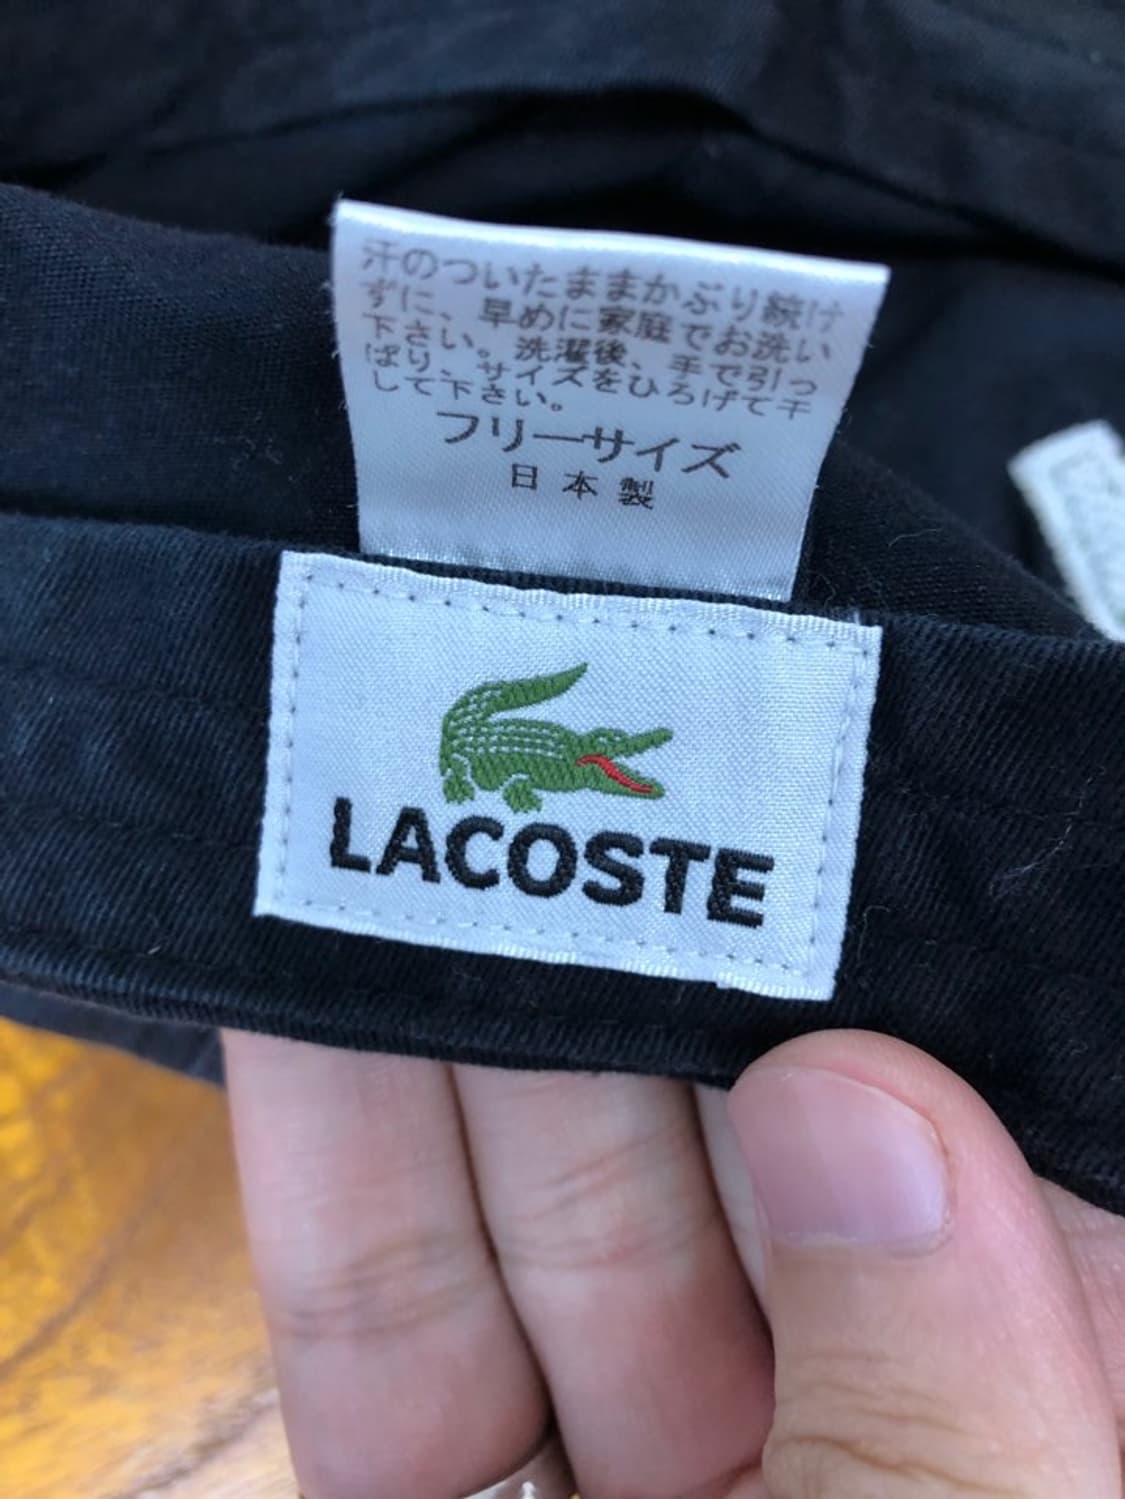 汗のついたままかぶり続け
ずに、早めに家庭でお洗い
下さい。洗濯後、手で引っ
ぱり、サイズをひろげて干
して下さい。
フリーサイズ
日本製
LACOSTE